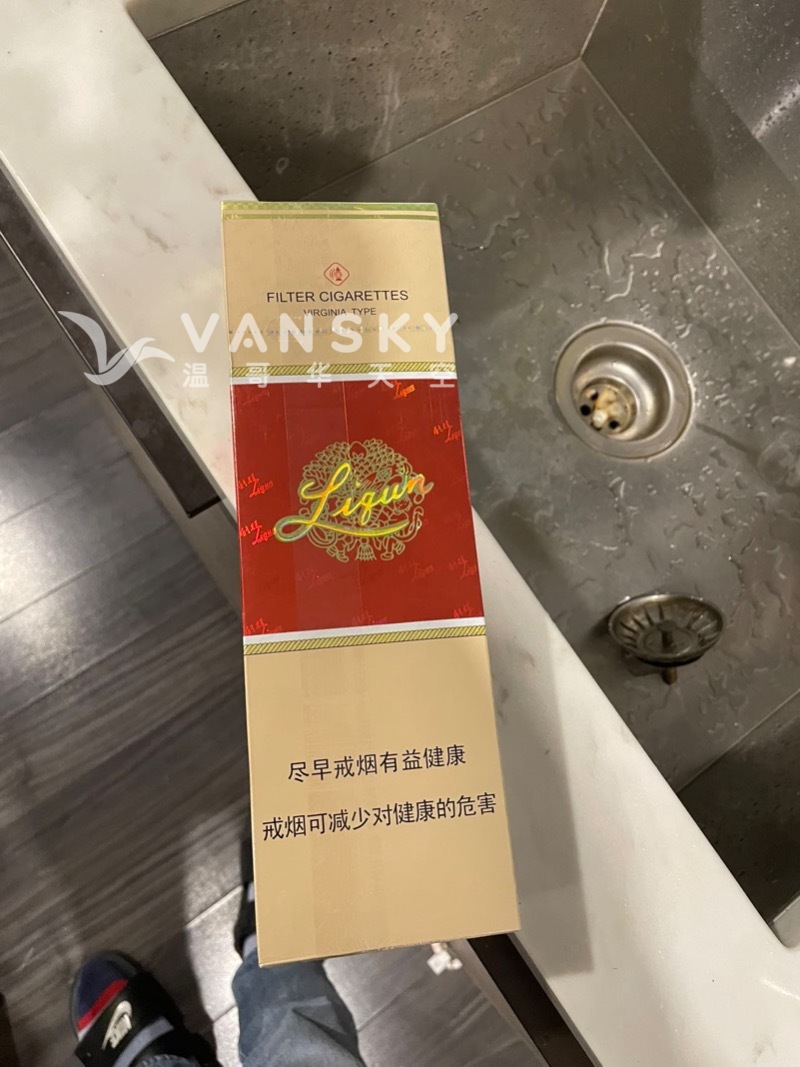 FILTER CIGARETTES
VIRGINIA TYPE
VANSKY
温哥华天空
Liqun
尽早戒烟有益健康
戒烟可减少对健康的危害